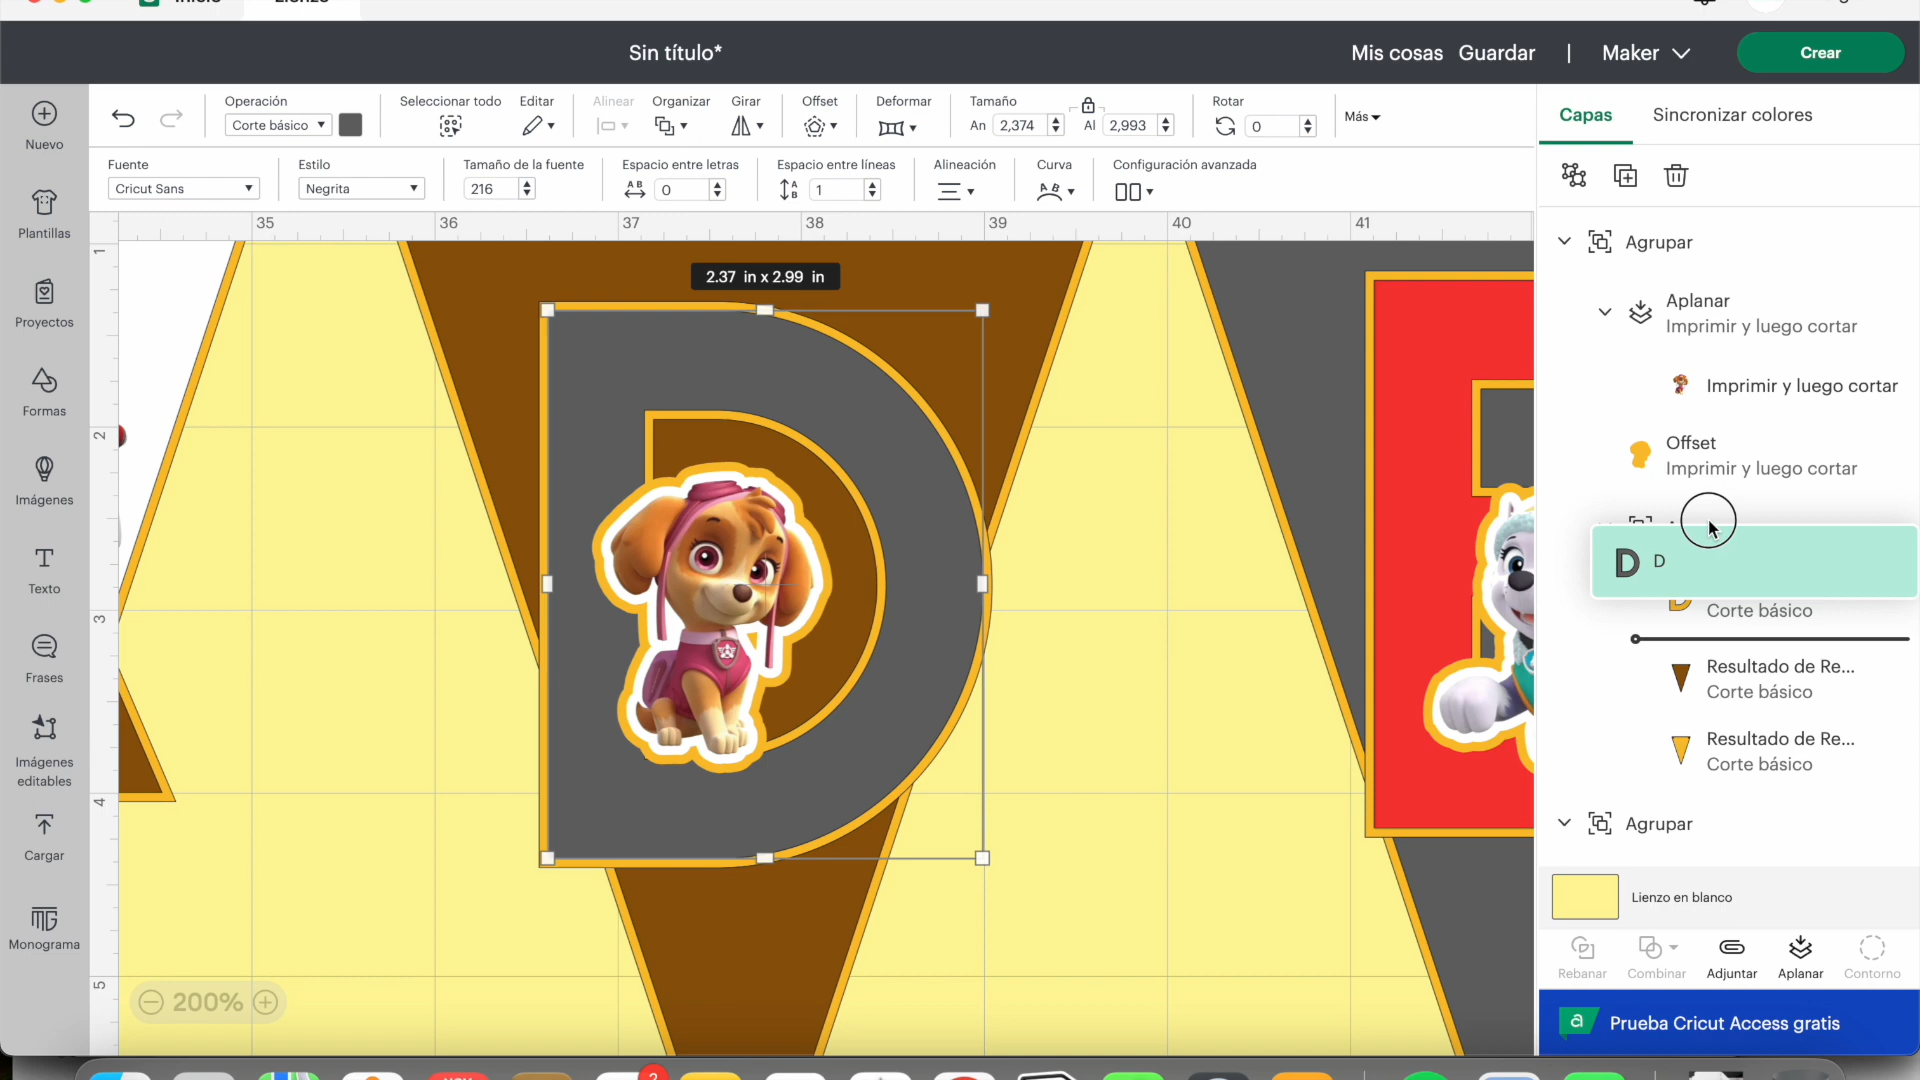 Sin título*
Mis cosas
Guardar
|
Maker
Crear
Nuevo
Plantillas
Proyectos
Formas
Imágenes
Texto
Frases
Imágenes
editables
Cargar
Monograma
Operación
Corte básico
Seleccionar todo
Editar
Alinear
Organizar
Girar
Offset
Deformar
Tamaño
An 2,374
Al 2,993
Rotar
0
Más
Fuente
Cricut Sans
Estilo
Negrita
Tamaño de la fuente
216
Espacio entre letras
0
Espacio entre líneas
1
Alineación
Curva
Configuración avanzada
35 36 37 38 39 40 41
1
2
3
4
5
2.37 in x 2.99 in
200%
Capas
Sincronizar colores
Agrupar
Aplanar
Imprimir y luego cortar
Imprimir y luego cortar
Offset
Imprimir y luego cortar
D D
Corte básico
Resultado de Re...
Corte básico
Resultado de Re...
Corte básico
Agrupar
Lienzo en blanco
Rebanar
Combinar
Adjuntar
Aplanar
Contorno
a Prueba Cricut Access gratis